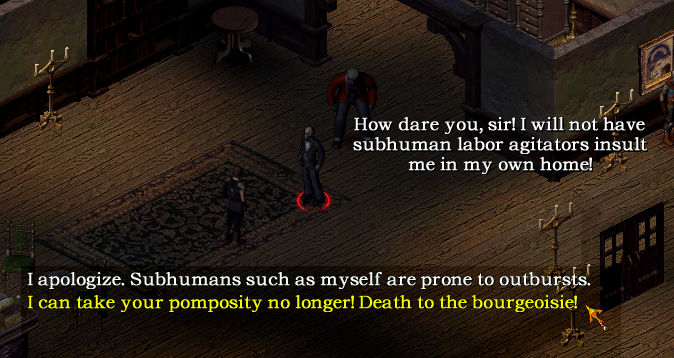 How dare you, sir! I will not have
subhuman labor agitators insult
me in my own home!
I apologize. Subhumans such as myself are prone to outbursts.
I can take your pomposity no longer! Death to the bourgeoisie!